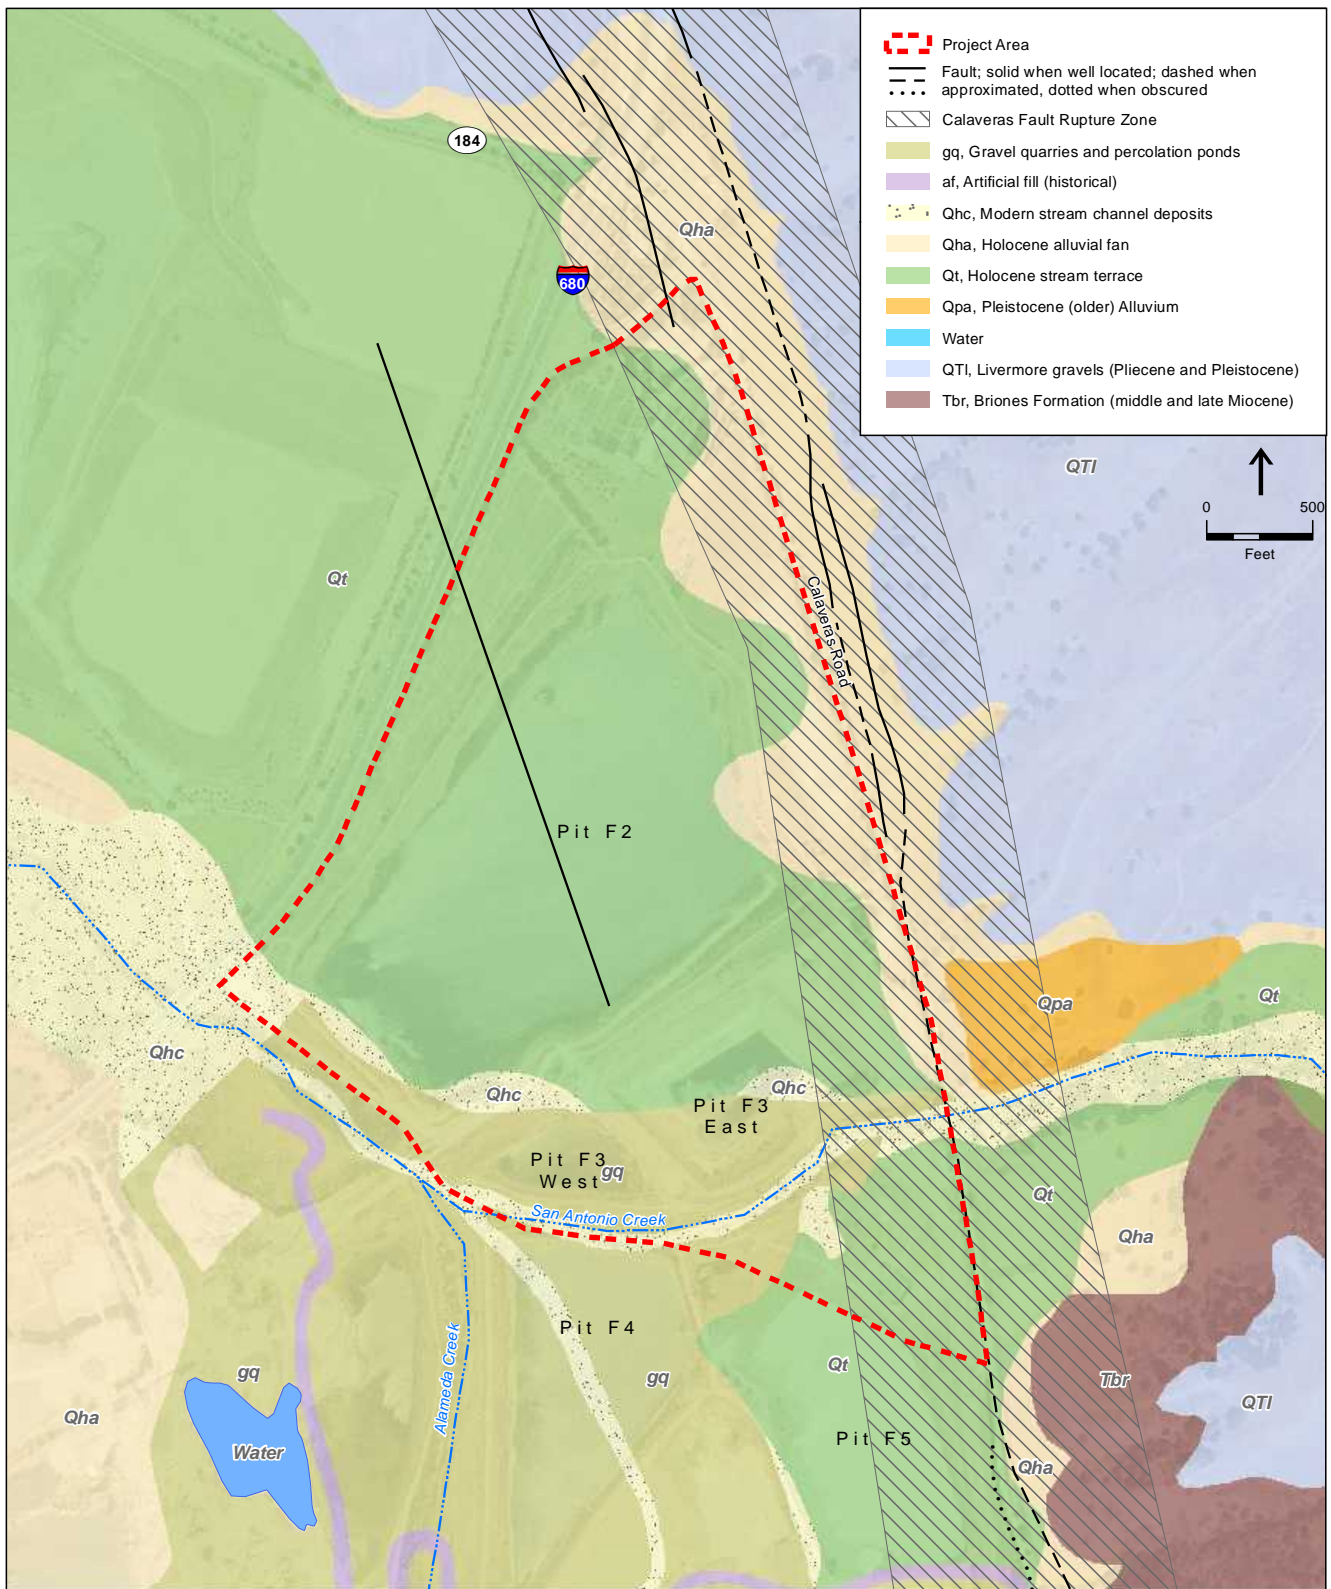 Project Area
Fault; solid when well located; dashed when
approximated, dotted when obscured
Calaveras Fault Rupture Zone
gq, Gravel quarries and percolation ponds
af, Artificial fill (historical)
Qhc, Modern stream channel deposits
Qha, Holocene alluvial fan
Qt, Holocene stream terrace
Qpa, Pleistocene (older) Alluvium
Water
QTl, Livermore gravels (Pliecene and Pleistocene)
Tbr, Briones Formation (middle and late Miocene)
184
Qha
680
QTl
0 500
Feet
Qt
Calaveras Road
Pit F2
Qpa
Qt
Qhc
Qhc
Qhc
Pit F3
East
Pit F3
West
gq
Qt
San Antonio Creek
Qha
Pit F4
Alameda Creek
gq
gq
Qt
Tbr
QTl
Qha
Water
Pit F5
Qha